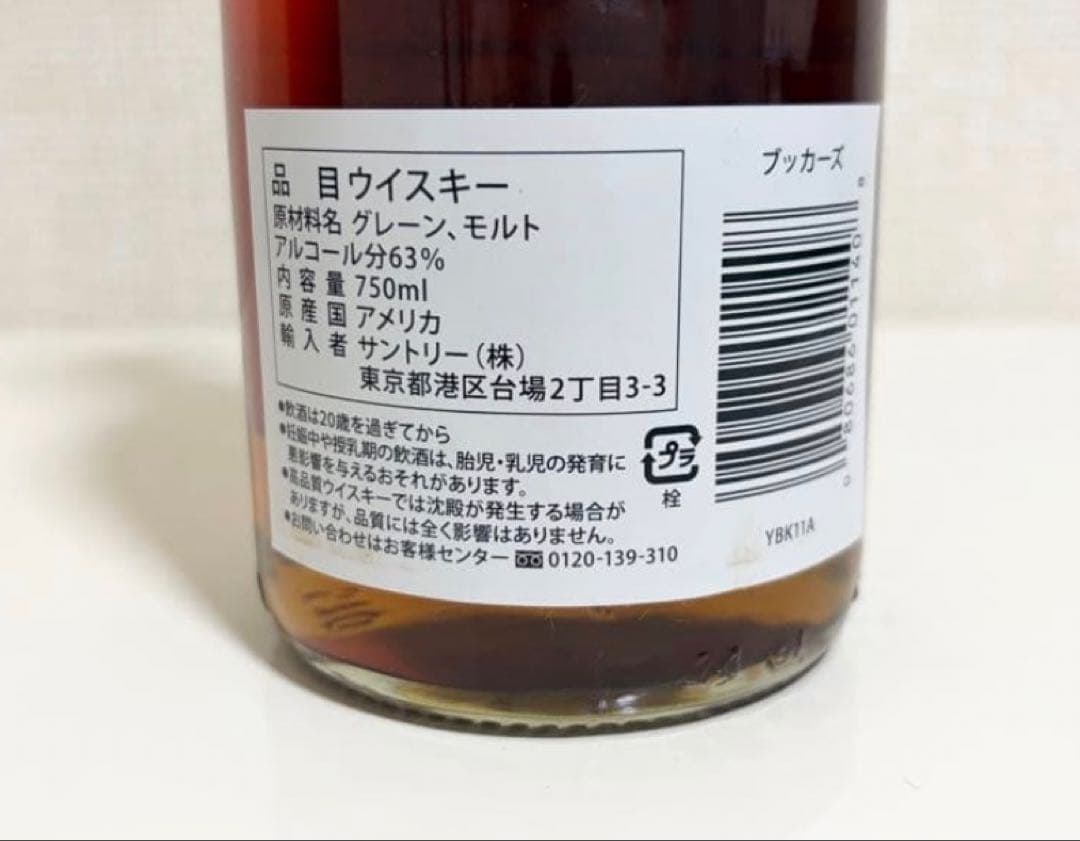 品 目 ウイスキー
原材料名 グレーン、モルト
アルコール分63%
内容量 750ml
原産国 アメリカ
輸入者 サントリー(株)
東京都港区台場2丁目3-3
●飲酒は20歳を過ぎてから
●妊娠中や授乳期の飲酒は、胎児・乳児の発育に
悪影響を与えるおそれがあります。
●高品質ウイスキーでは沈殿が発生する場合が
ありますが、品質には全く影響はありません。
●お問い合わせはお客様センター 0120-139-310
プラ
栓
ブッカーズ
0 80686 01140 8
YBK11A